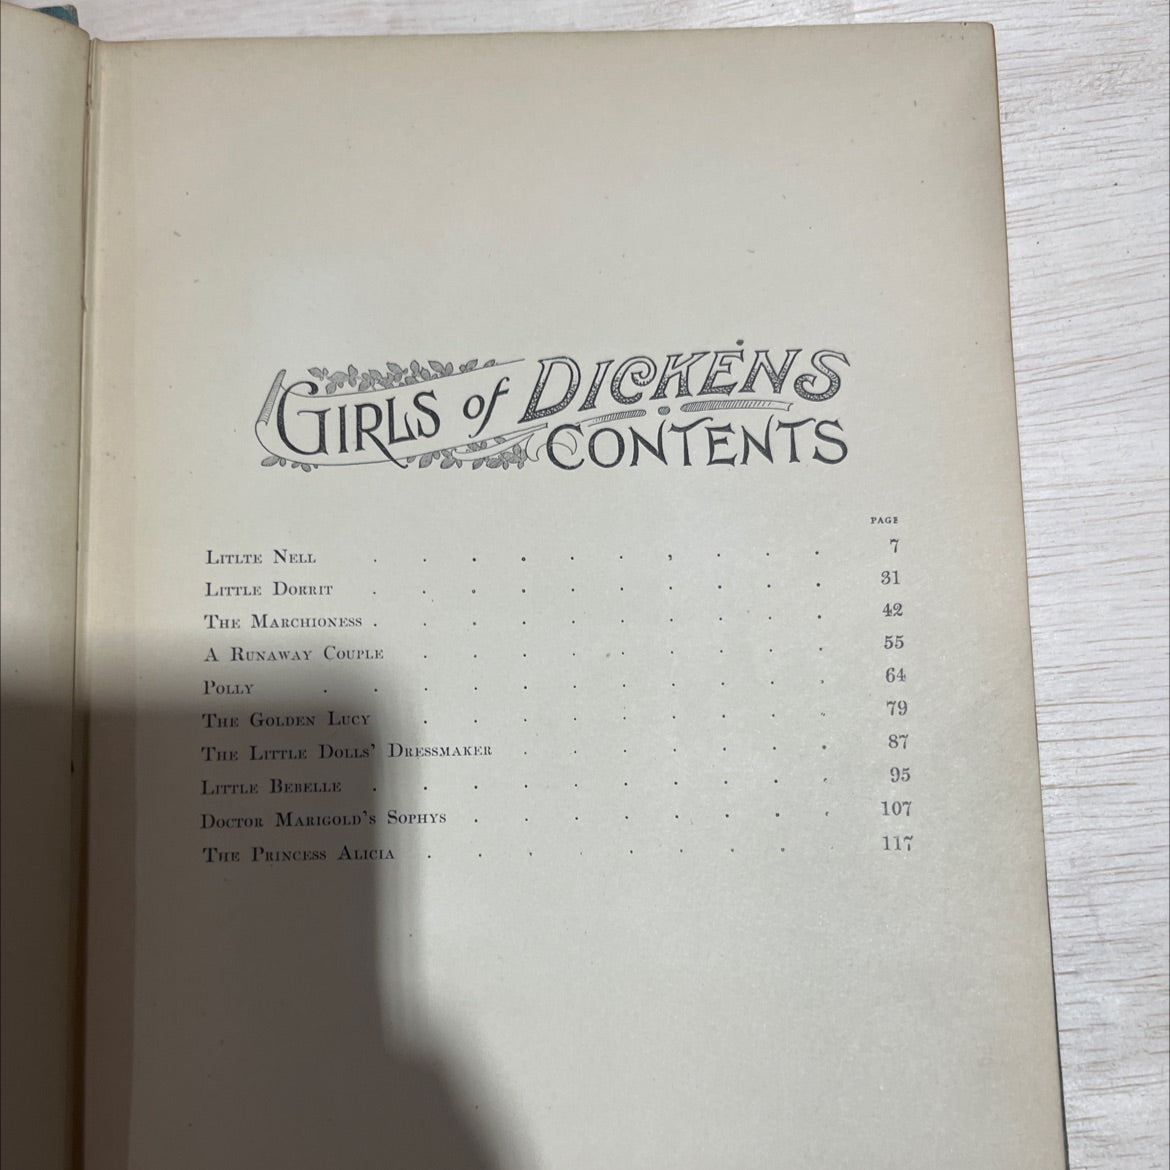 GIRLS of DICKENS
CONTENTS
PAGE
LITLTE NELL . . . . . , . . . 7
LITTLE DORRIT . . . . . . . . . . 31
THE MARCHIONESS . . . . . . . . . . 42
A RUNAWAY COUPLE . . . . . . . . . 55
POLLY . . . . . . . . . . . 64
THE GOLDEN LUCY . . . . . . . . . 79
THE LITTLE DOLLS' DRESSMAKER . . . . . . . 87
LITTLE BEBELLE . . . . . . . . . . 95
DOCTOR MARIGOLD'S SOPHYS . . . . . . . . 107
THE PRINCESS ALICIA . . . . . . . . . 117